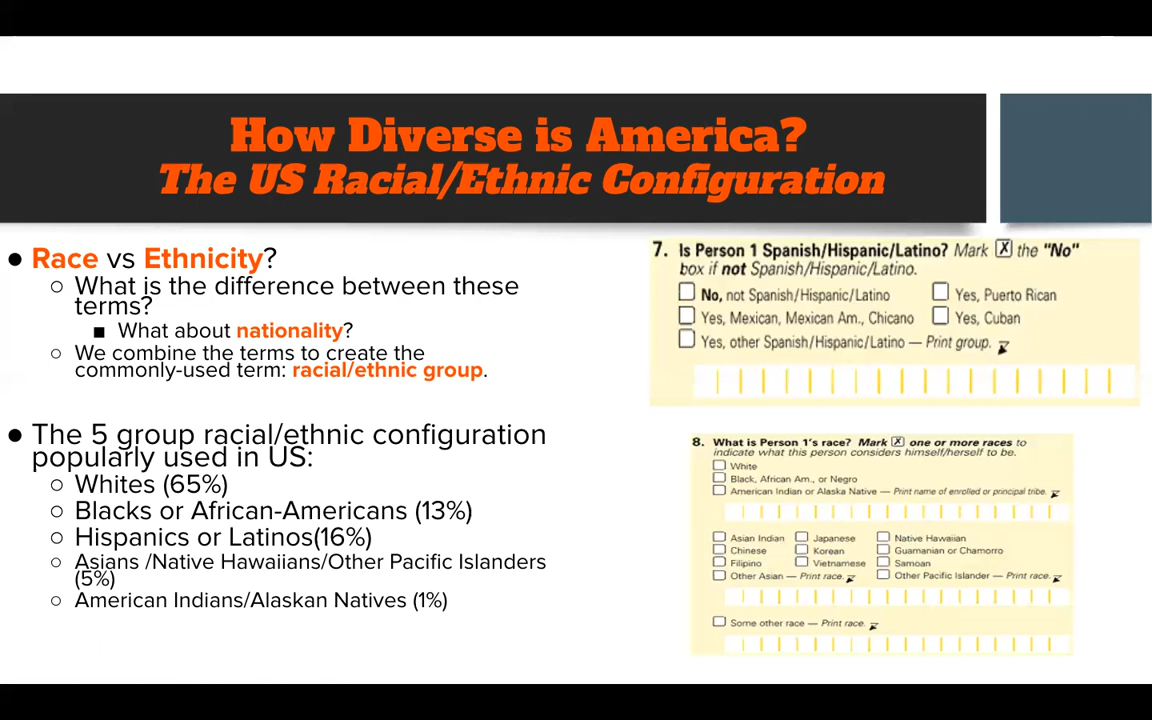 How Diverse is America?
The US Racial/Ethnic Configuration
● Race vs Ethnicity?
○ What is the difference between these
terms?
■ What about nationality?
○ We combine the terms to create the
commonly-used term: racial/ethnic group.
● The 5 group racial/ethnic configuration
popularly used in US:
○ Whites (65%)
○ Blacks or African-Americans (13%)
○ Hispanics or Latinos(16%)
○ Asians /Native Hawaiians/Other Pacific Islanders
(5%)
○ American Indians/Alaskan Natives (1%)
7. Is Person 1 Spanish/Hispanic/Latino? Mark ☒ the "No"
box if not Spanish/Hispanic/Latino.
No, not Spanish/Hispanic/Latino
Yes, Puerto Rican
Yes, Mexican, Mexican Am., Chicano
Yes, Cuban
Yes, other Spanish/Hispanic/Latino — Print group.
8. What is Person 1's race? Mark ☒ one or more races to
indicate what this person considers himself/herself to be.
White
Black, African Am., or Negro
American Indian or Alaska Native — Print name of enrolled or principal tribe.
Asian Indian
Japanese
Native Hawaiian
Chinese
Korean
Guamanian or Chamorro
Filipino
Vietnamese
Samoan
Other Asian — Print race.
Other Pacific Islander — Print race.
Some other race — Print race.